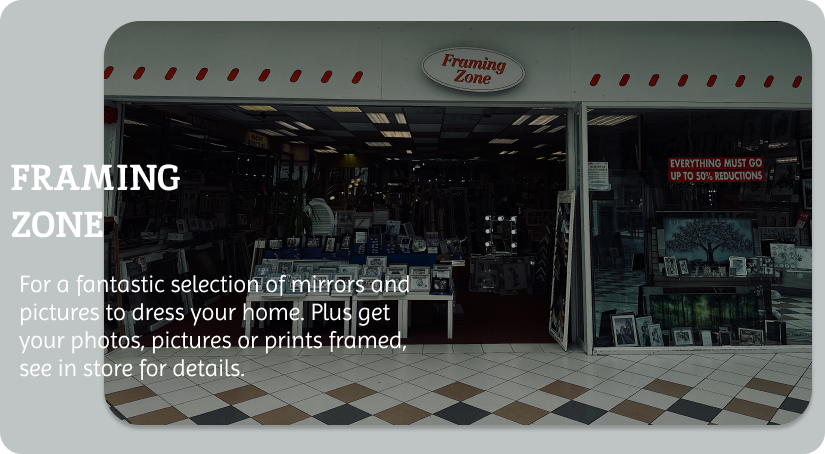 Framing
Zone
EVERYTHING MUST GO
UP TO 50% REDUCTIONS
FRAMING
ZONE
For a fantastic selection of mirrors and
pictures to dress your home. Plus get
your photos, pictures or prints framed,
see in store for details.